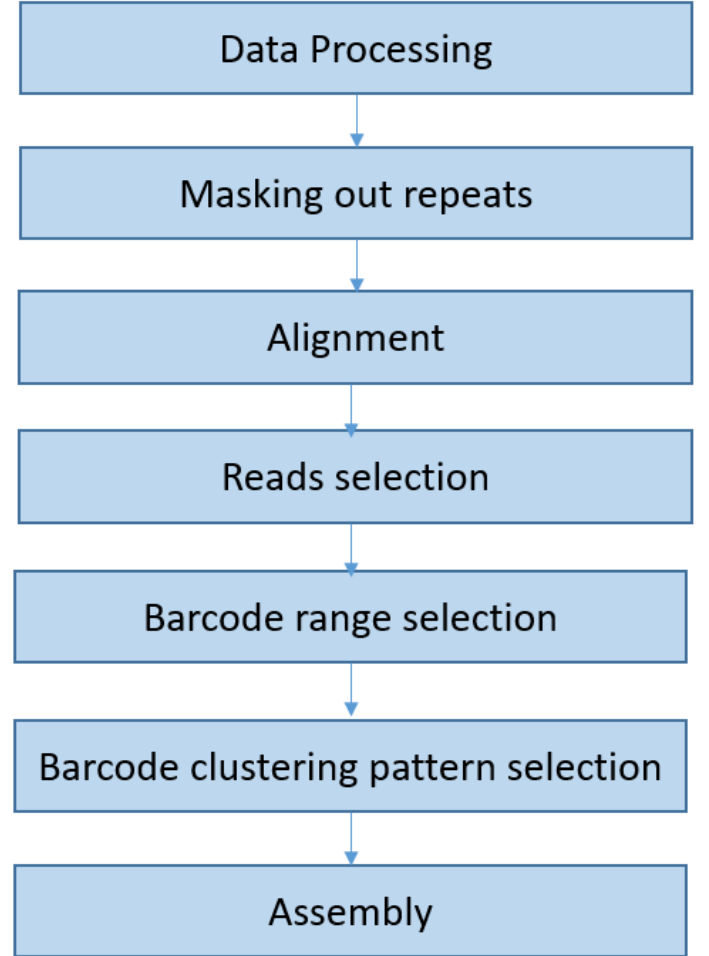 Data Processing
Masking out repeats
Alignment
Reads selection
Barcode range selection
Barcode clustering pattern selection
Assembly